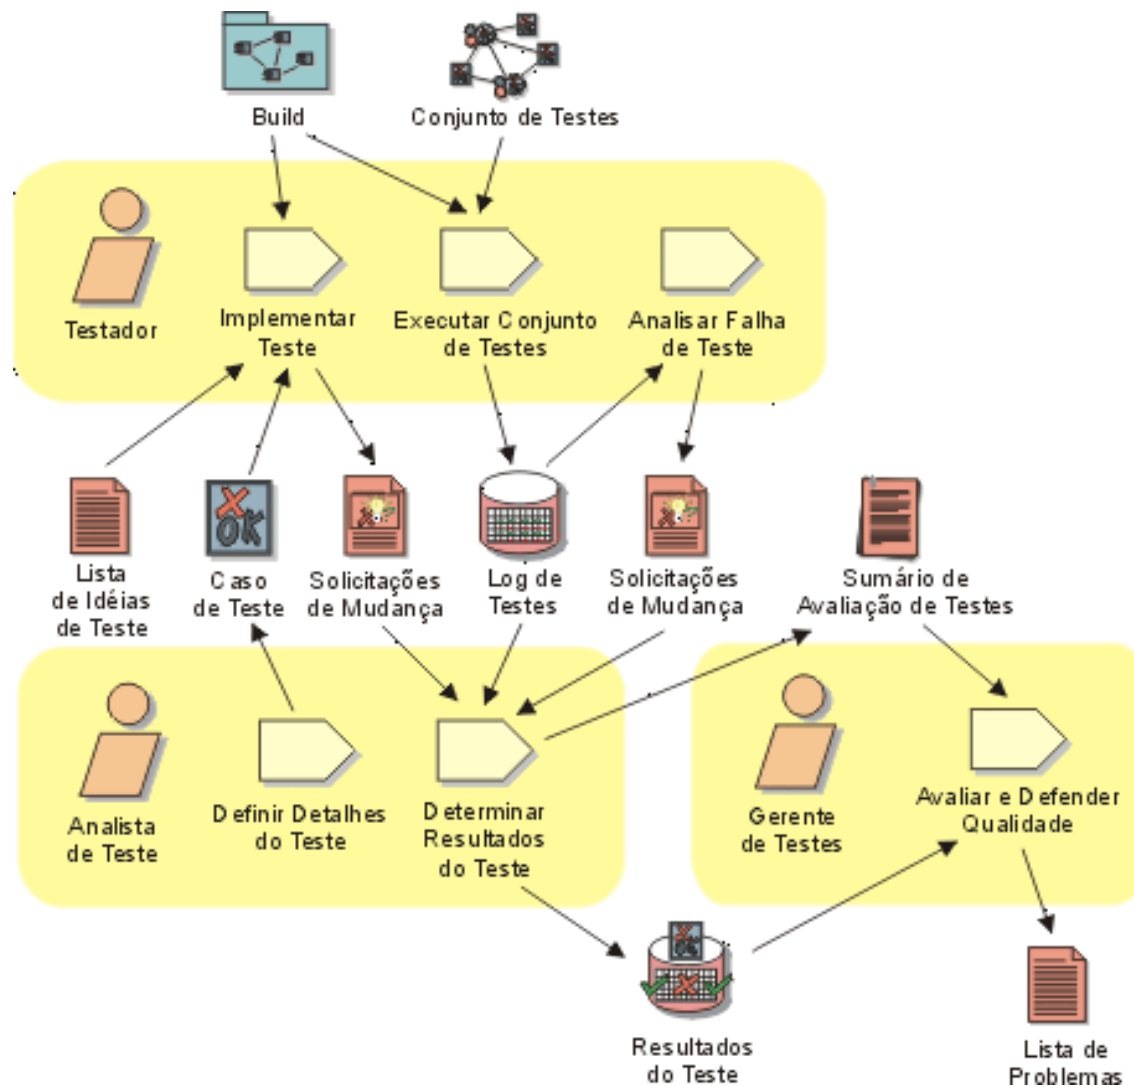 Build
Conjunto de Testes
Testador
Implementar
Teste
Executar Conjunto
de Testes
Analisar Falha
de Teste
Lista
de Idéias
de Teste
Caso
de Teste
Solicitações
de Mudança
Log de
Testes
Solicitações
de Mudança
Sumário de
Avaliação de Testes
Analista
de Teste
Definir Detalhes
do Teste
Determinar
Resultados
do Teste
Gerente
de Testes
Avaliar e Defender
Qualidade
Resultados
do Teste
Lista de
Problemas
X
OK